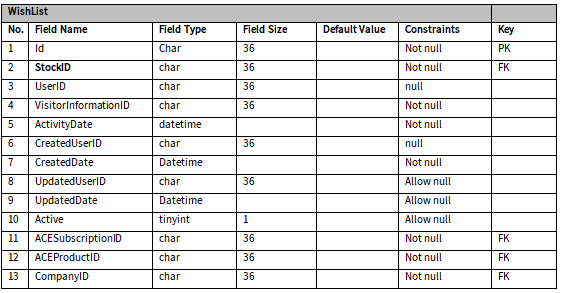 WishList
No. Field Name Field Type Field Size Default Value Constraints Key
1 Id Char 36 Not null PK
2 StockID char 36 Not null FK
3 UserID char 36 null
4 VisitorInformationID char 36 Not null
5 ActivityDate datetime Not null
6 CreatedUserID char 36 null
7 CreatedDate Datetime Not null
8 UpdatedUserID char 36 Allow null
9 UpdatedDate Datetime Allow null
10 Active tinyint 1 Allow null
11 ACESubscriptionID char 36 Not null FK
12 ACEProductID char 36 Not null FK
13 CompanyID char 36 Not null FK